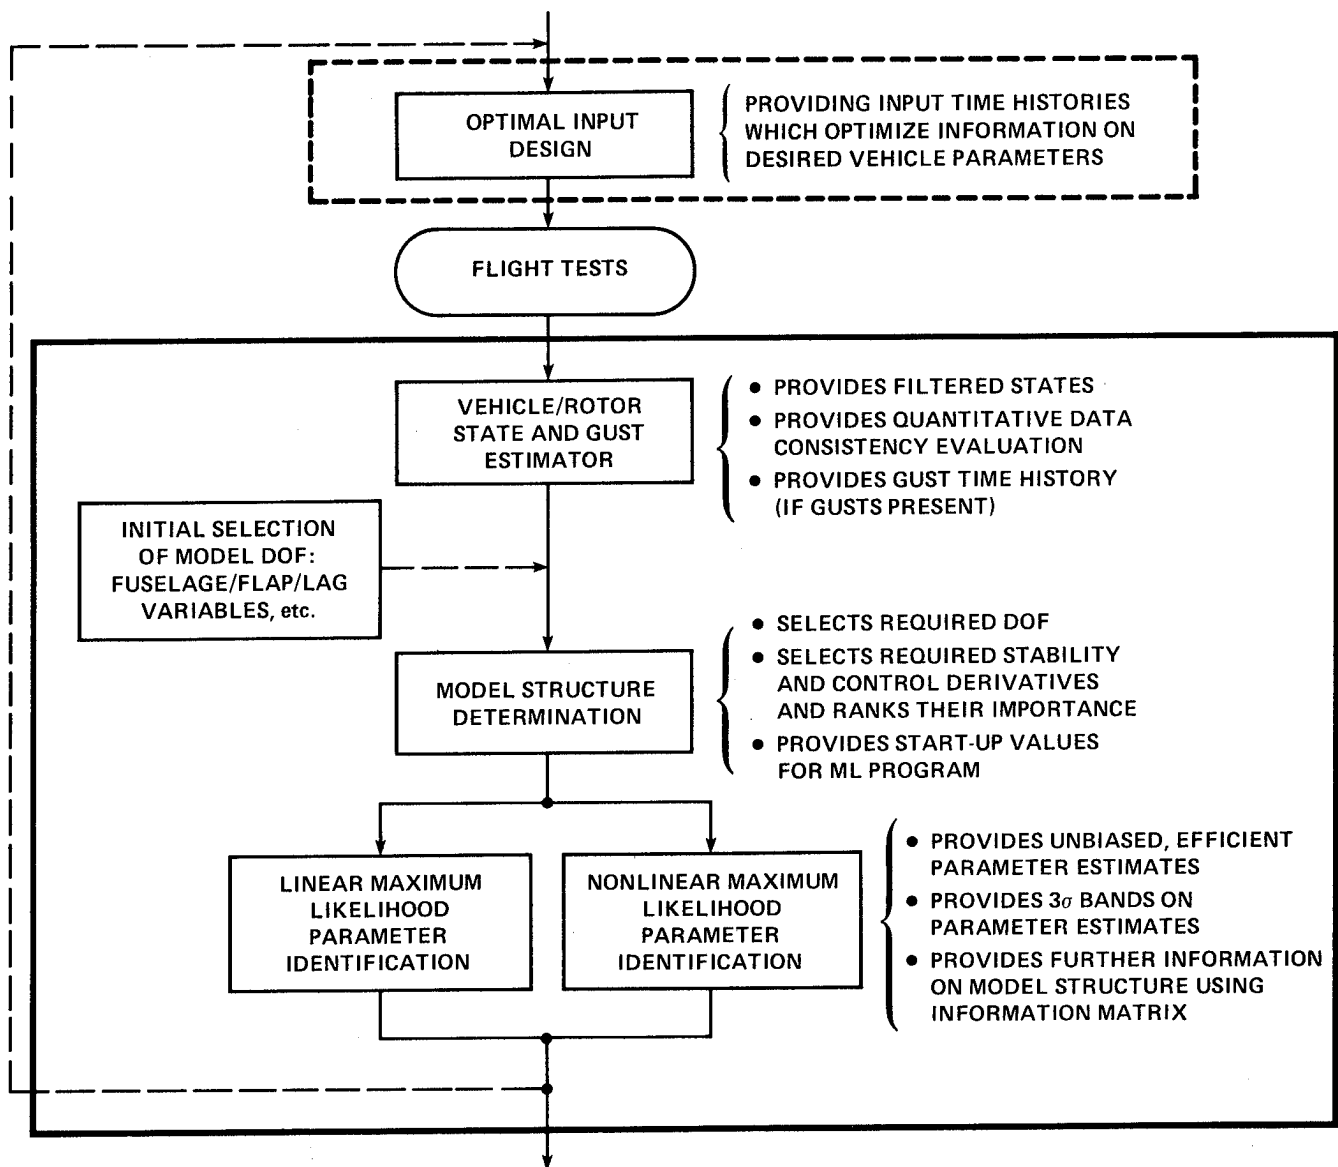 OPTIMAL INPUT
DESIGN
PROVIDING INPUT TIME HISTORIES
WHICH OPTIMIZE INFORMATION ON
DESIRED VEHICLE PARAMETERS
FLIGHT TESTS
VEHICLE/ROTOR
STATE AND GUST
ESTIMATOR
• PROVIDES FILTERED STATES
• PROVIDES QUANTITATIVE DATA
CONSISTENCY EVALUATION
• PROVIDES GUST TIME HISTORY
(IF GUSTS PRESENT)
INITIAL SELECTION
OF MODEL DOF:
FUSELAGE/FLAP/LAG
VARIABLES, etc.
MODEL STRUCTURE
DETERMINATION
• SELECTS REQUIRED DOF
• SELECTS REQUIRED STABILITY
AND CONTROL DERIVATIVES
AND RANKS THEIR IMPORTANCE
• PROVIDES START-UP VALUES
FOR ML PROGRAM
LINEAR MAXIMUM
LIKELIHOOD
PARAMETER
IDENTIFICATION
NONLINEAR MAXIMUM
LIKELIHOOD
PARAMETER
IDENTIFICATION
• PROVIDES UNBIASED, EFFICIENT
PARAMETER ESTIMATES
• PROVIDES 3σ BANDS ON
PARAMETER ESTIMATES
• PROVIDES FURTHER INFORMATION
ON MODEL STRUCTURE USING
INFORMATION MATRIX